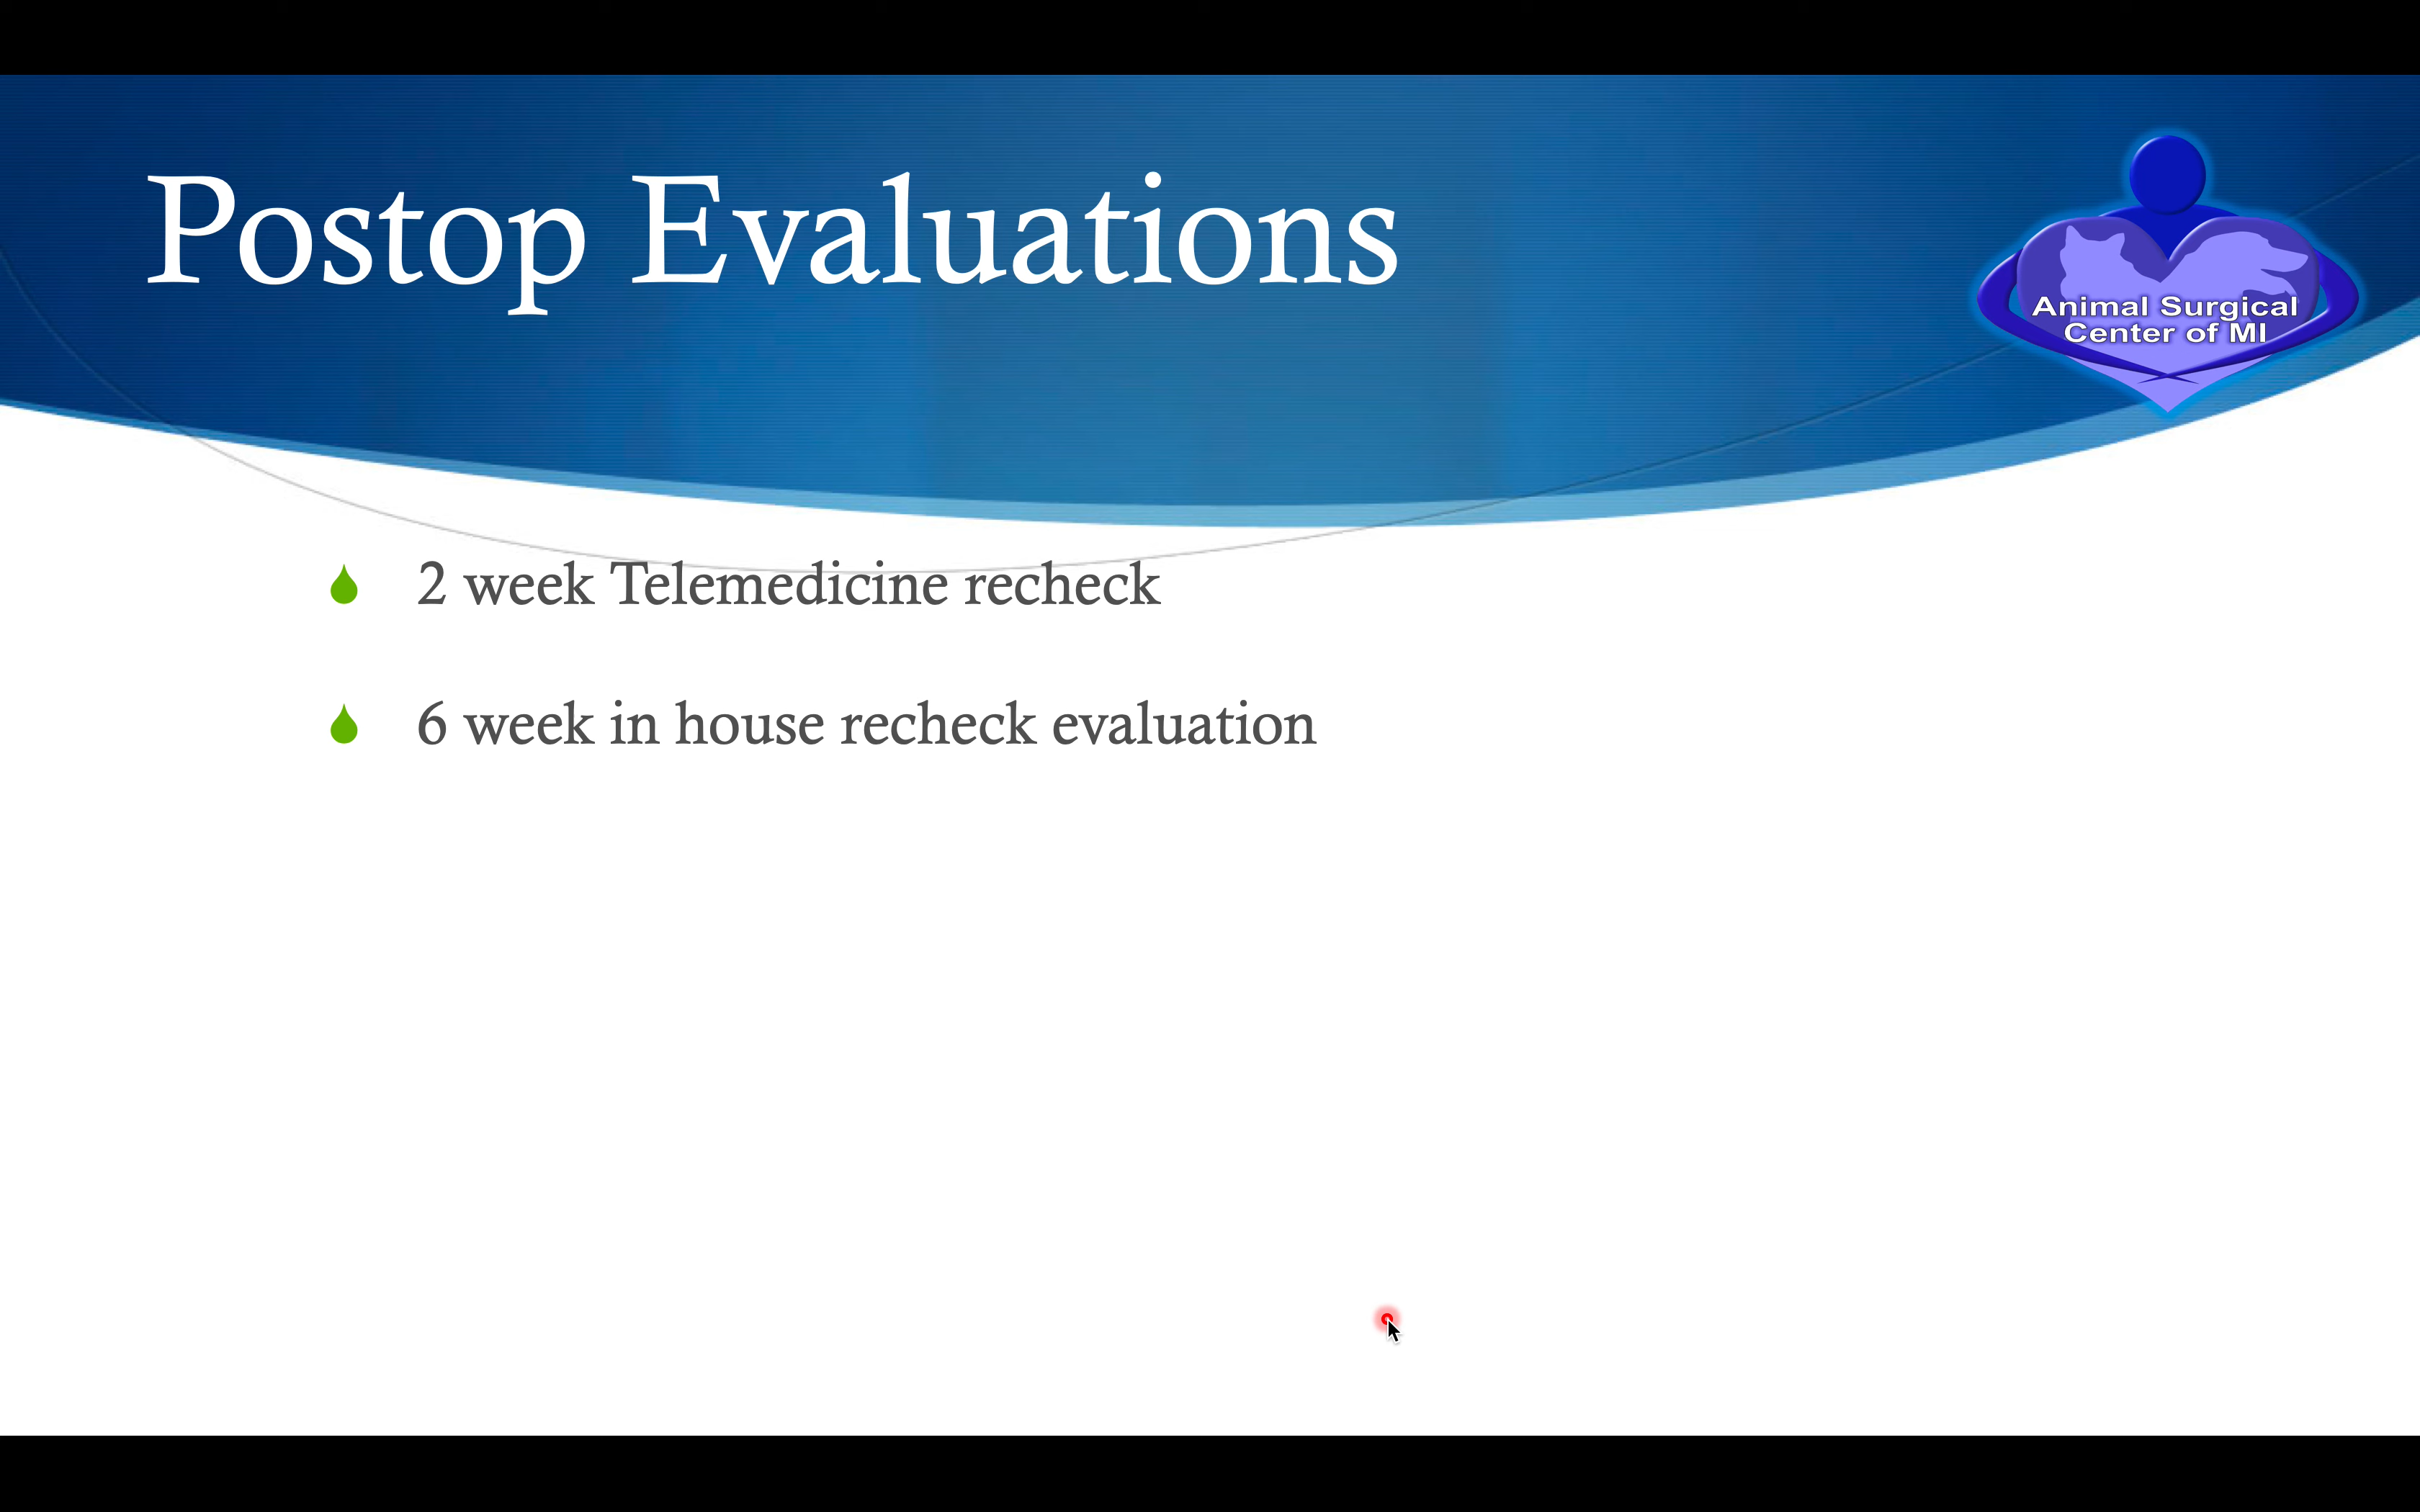 Postop Evaluations
Animal Surgical
Center of MI
2 week Telemedicine recheck
6 week in house recheck evaluation